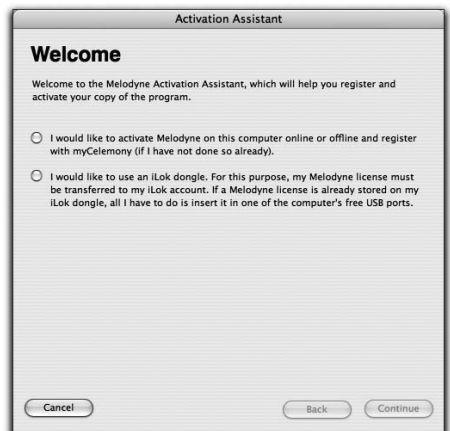 Activation Assistant
Welcome
Welcome to the Melodyne Activation Assistant, which will help you register and
activate your copy of the program.
I would like to activate Melodyne on this computer online or offline and register
with myCelemony (if I have not done so already).
I would like to use an iLok dongle. For this purpose, my Melodyne license must
be transferred to my iLok account. If a Melodyne license is already stored on my
iLok dongle, all I have to do is insert it in one of the computer's free USB ports.
Cancel
Back
Continue